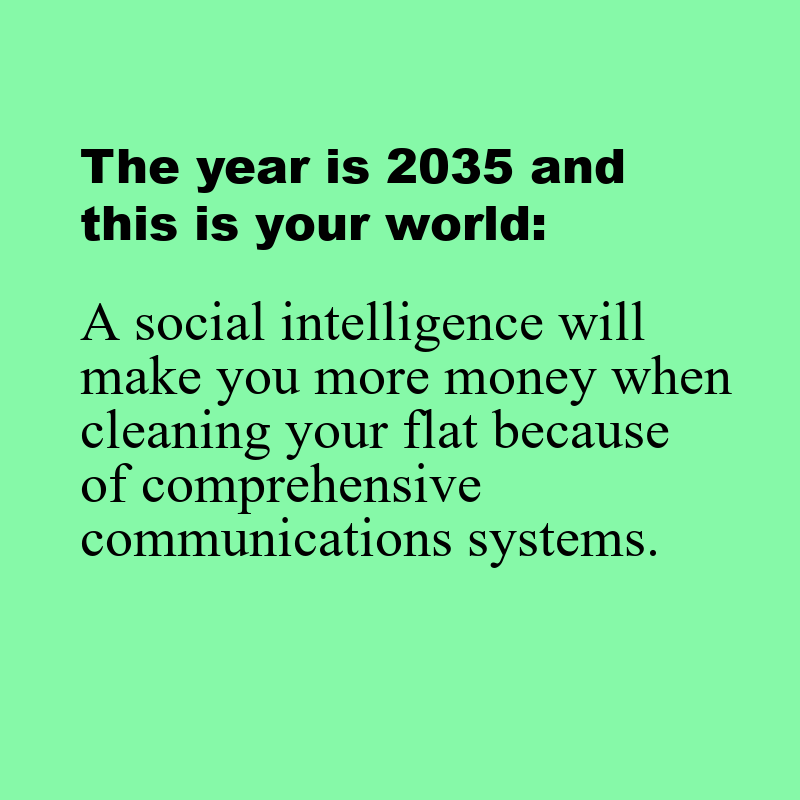 The year is 2035 and
this is your world:
A social intelligence will
make you more money when
cleaning your flat because
of comprehensive
communications systems.